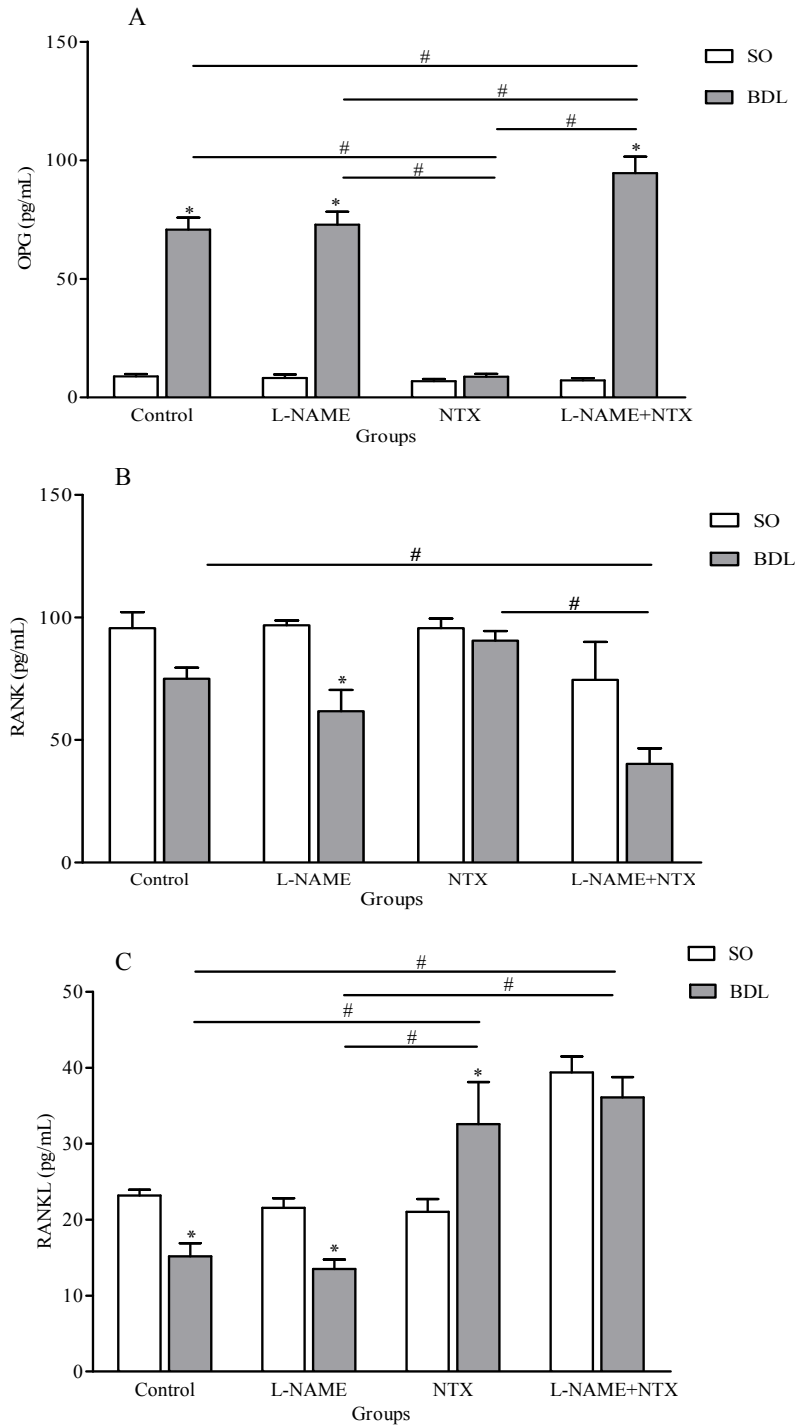 A
150
#
SO
#
BDL
#
*
100
#
#
*
*
OPG (pg/mL)
50
0
Control L-NAME NTX L-NAME+NTX
Groups
B
150
SO
#
BDL
#
100
RANK (pg/mL)
*
50
0
Control L-NAME NTX L-NAME+NTX
Groups
C
SO
#
BDL
#
50
#
#
*
40
30
RANKL (pg/mL)
20
*
*
10
0
Control L-NAME NTX L-NAME+NTX
Groups